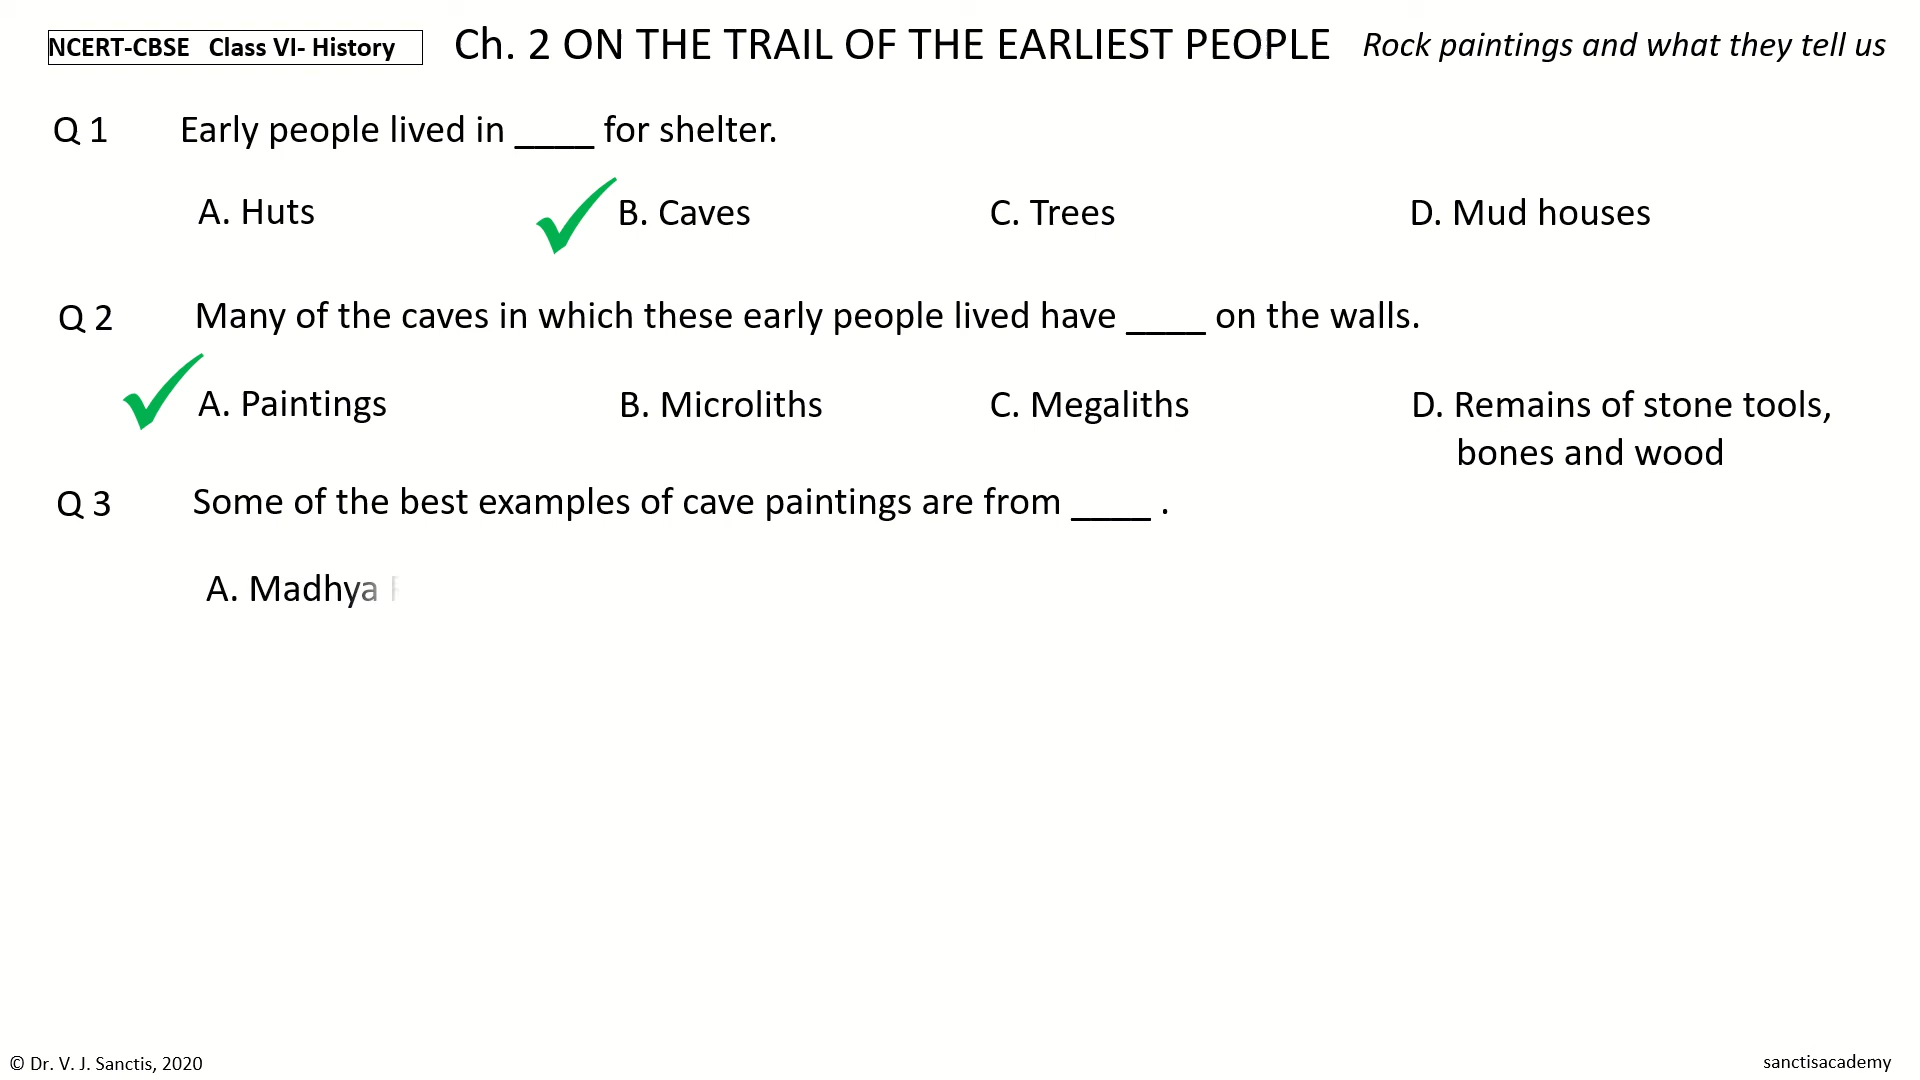 NCERT-CBSE Class VI- History Ch. 2 ON THE TRAIL OF THE EARLIEST PEOPLE Rock paintings and what they tell us
Q 1 Early people lived in ____ for shelter.
A. Huts B. Caves C. Trees D. Mud houses
Q 2 Many of the caves in which these early people lived have ____ on the walls.
A. Paintings B. Microliths C. Megaliths D. Remains of stone tools,
bones and wood
Q 3 Some of the best examples of cave paintings are from ____ .
A. Madhya
© Dr. V. J. Sanctis, 2020 sanctisacademy